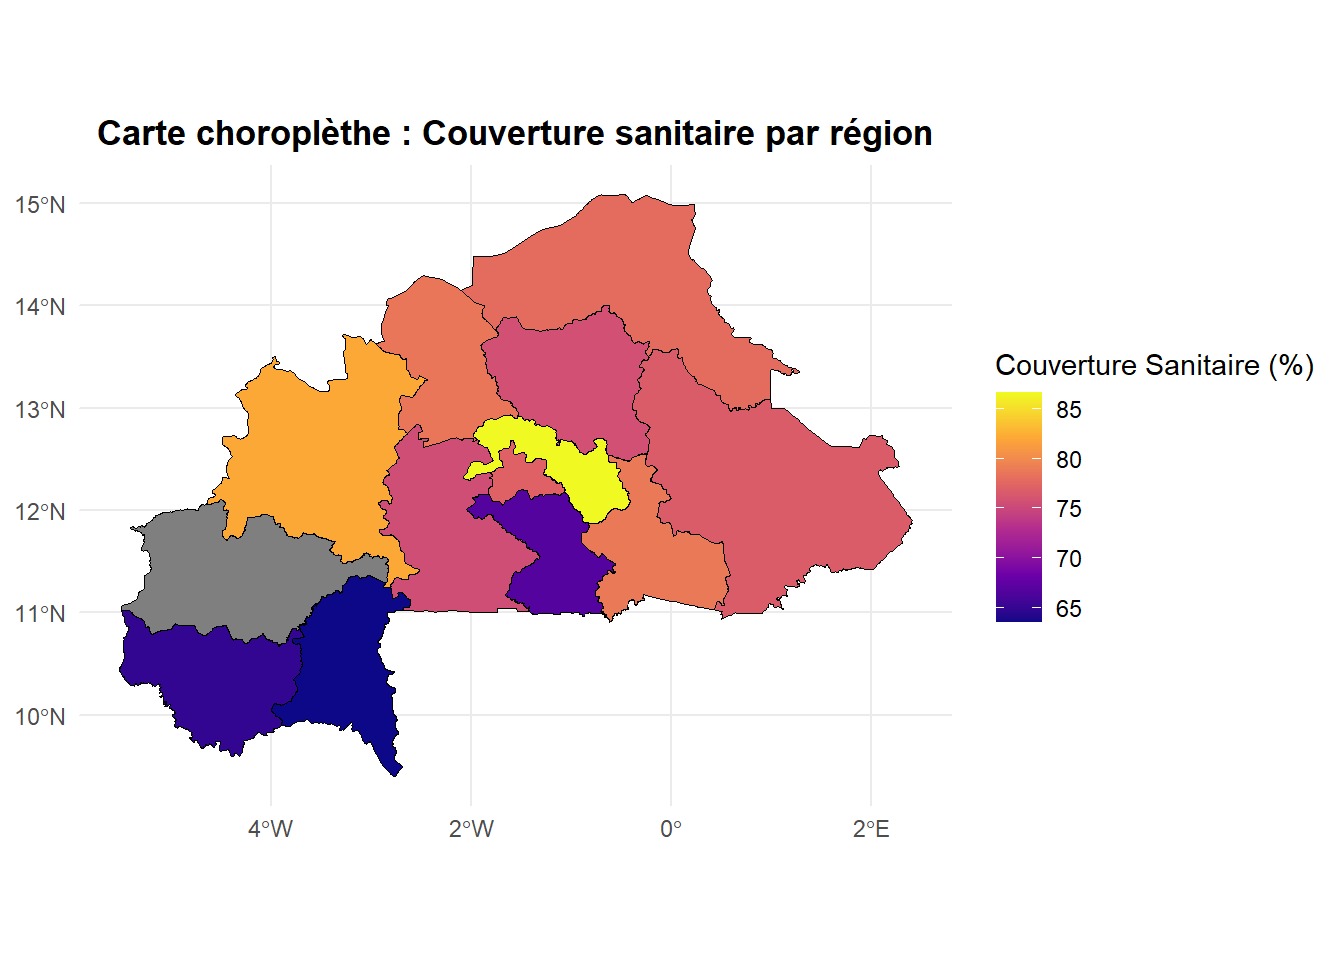 Carte choroplèthe : Couverture sanitaire par région
15°N
14°N
13°N
12°N
11°N
10°N
4°W
2°W
0°
2°E
Couverture Sanitaire (%)
85
80
75
70
65